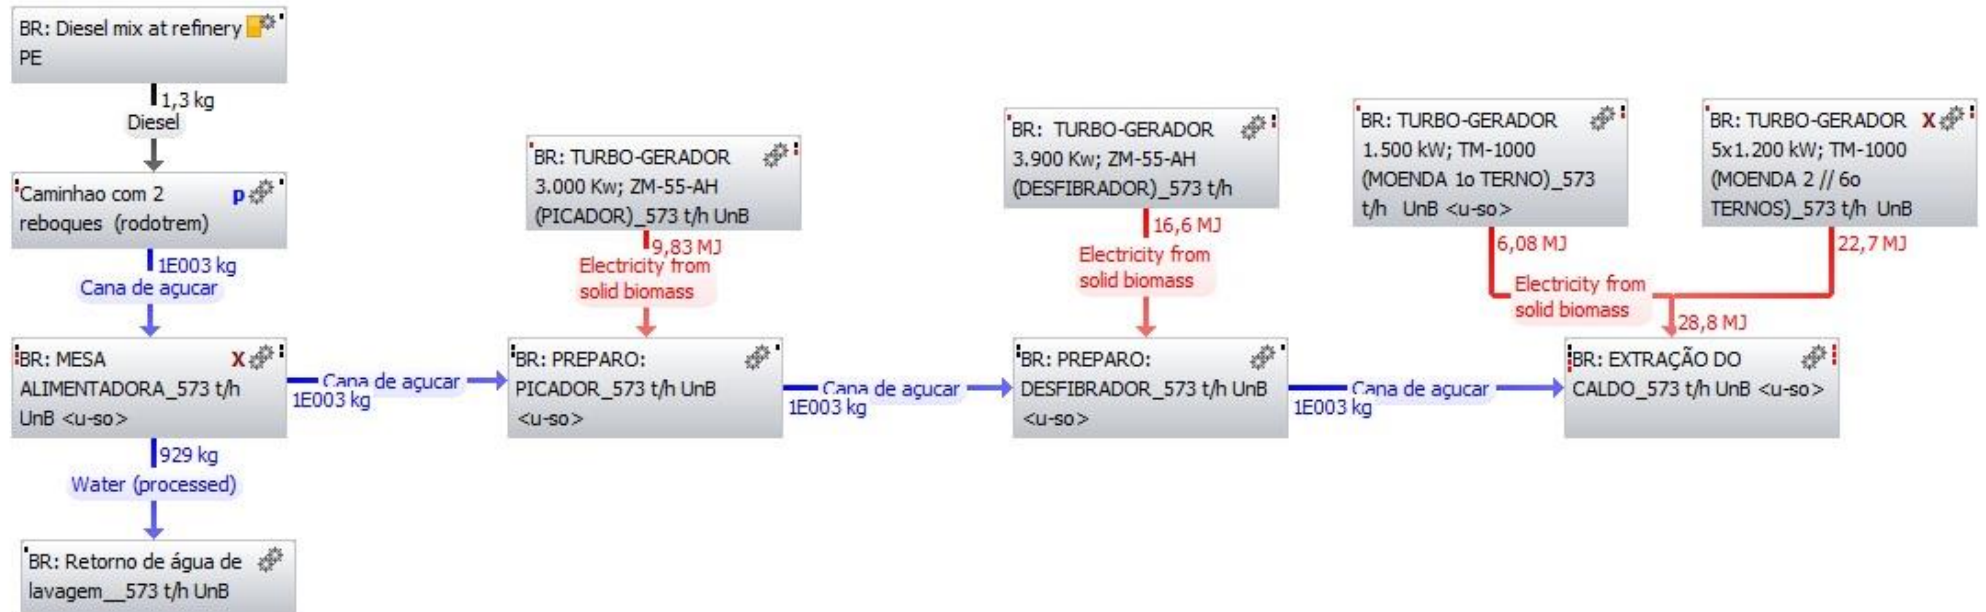 BR: Diesel mix at refinery
PE
1,3 kg
Diesel
Caminhao com 2
reboques (rodotrem)
p
1E003 kg
Cana de açucar
BR: MESA
ALIMENTADORA_573 t/h
UnB <u-so>
X
929 kg
Water (processed)
BR: Retorno de água de
lavagem__573 t/h UnB
Cana de açucar
1E003 kg
BR: TURBO-GERADOR
3.000 Kw; ZM-55-AH
(PICADOR)_573 t/h UnB
9,83 MJ
Electricity from
solid biomass
BR: PREPARO:
PICADOR_573 t/h UnB
<u-so>
Cana de açucar
1E003 kg
BR: TURBO-GERADOR
3.900 Kw; ZM-55-AH
(DESFIBRADOR)_573 t/h
16,6 MJ
Electricity from
solid biomass
BR: PREPARO:
DESFIBRADOR_573 t/h UnB
<u-so>
Cana de açucar
1E003 kg
BR: TURBO-GERADOR
1.500 kW; TM-1000
(MOENDA 1o TERNO)_573
t/h UnB <u-so>
6,08 MJ
BR: TURBO-GERADOR
5x1.200 kW; TM-1000
(MOENDA 2 // 6o
TERNOS)_573 t/h UnB
X
22,7 MJ
Electricity from
solid biomass
28,8 MJ
BR: EXTRAÇÃO DO
CALDO_573 t/h UnB <u-so>